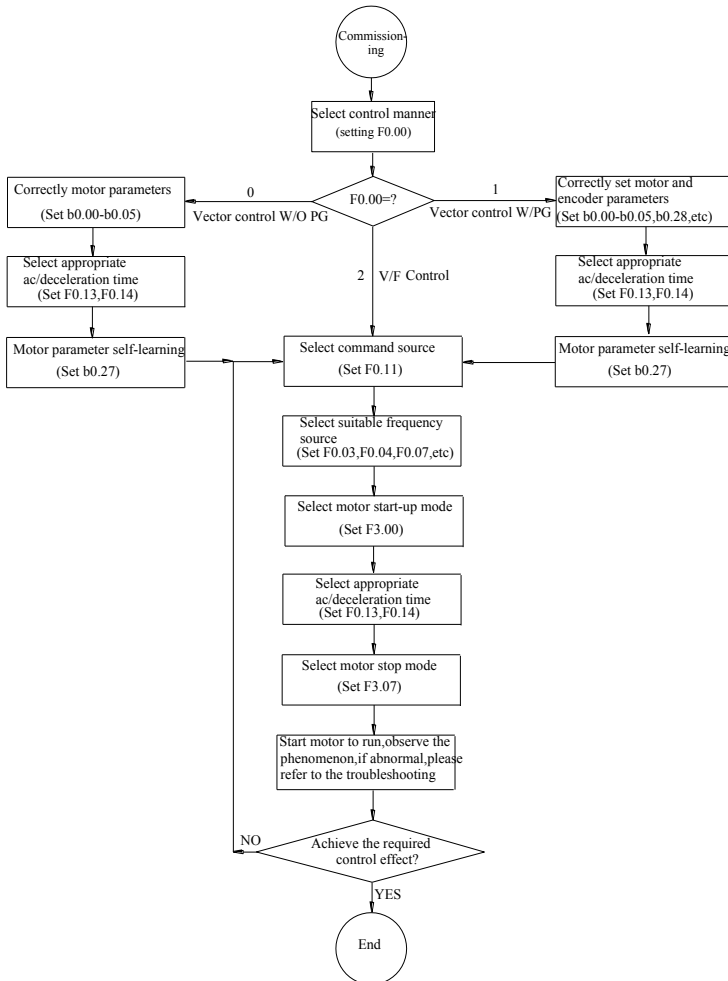 Commission-
ing
Select control manner
(setting F0.00)
F0.00=?
0
Vector control W/O PG
1
Vector control W/PG
2 V/F Control
Correctly motor parameters
(Set b0.00-b0.05)
Select appropriate
ac/deceleration time
(Set F0.13,F0.14)
Motor parameter self-learning
(Set b0.27)
Correctly set motor and
encoder parameters
(Set b0.00-b0.05,b0.28,etc)
Select appropriate
ac/deceleration time
(Set F0.13,F0.14)
Motor parameter self-learning
(Set b0.27)
Select command source
(Set F0.11)
Select suitable frequency
source
(Set F0.03,F0.04,F0.07,etc)
Select motor start-up mode
(Set F3.00)
Select appropriate
ac/deceleration time
(Set F0.13,F0.14)
Select motor stop mode
(Set F3.07)
Start motor to run,observe the
phenomenon,if abnormal,please
refer to the troubleshooting
NO
Achieve the required
control effect?
YES
End